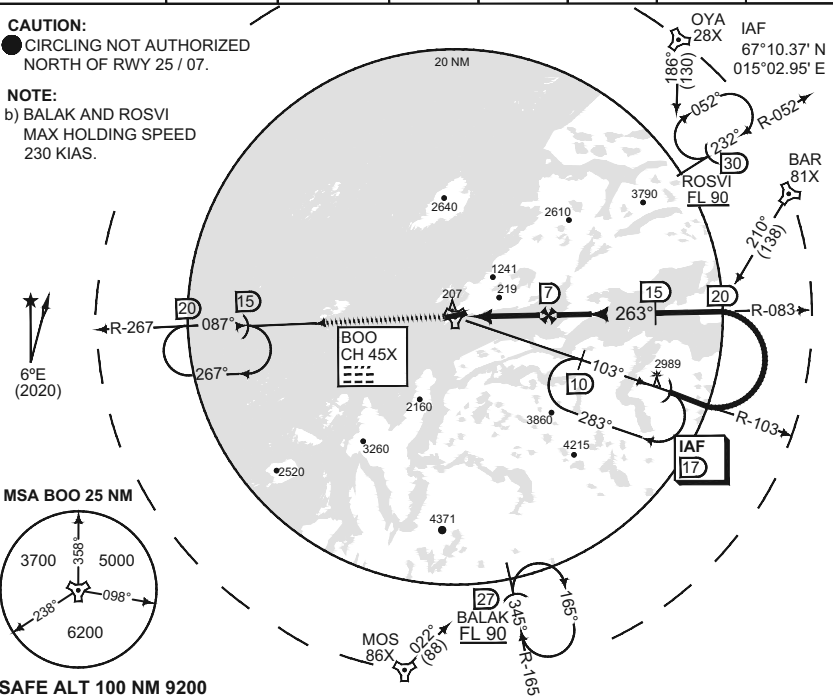 CAUTION:
CIRCLING NOT AUTHORIZED
NORTH OF RWY 25 / 07.
NOTE:
b) BALAK AND ROSVI
MAX HOLDING SPEED
230 KIAS.
20 NM
OYA
28X
IAF
67°10.37' N
015°02.95' E
186°
(130)
052°
R-052
232°
30
ROSVI
FL 90
BAR
81X
210°
(138)
2640
2610
3790
1241
219
207
7
15
20
263°
R-083
20
15
R-267
087°
267°
BOO
CH 45X
6°E
(2020)
103°
2989
10
283°
R-103
IAF
17
2160
3860
4215
3260
2520
4371
MSA BOO 25 NM
3700
358°
5000
098°
238°
6200
SAFE ALT 100 NM 9200
27
BALAK
FL 90
345°
165°
R-165
MOS
86X
022°
(88)